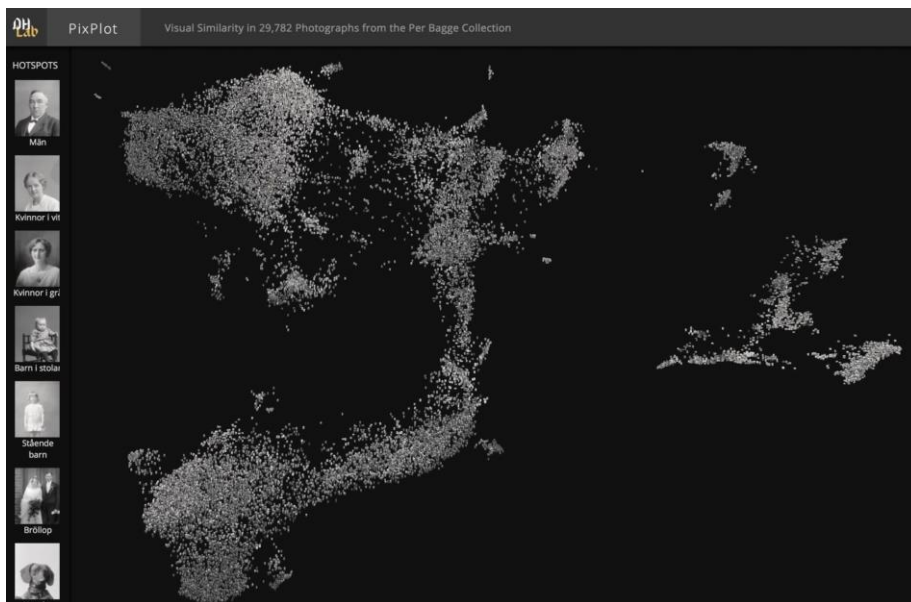 DH
Lab
PixPlot
Visual Similarity in 29,782 Photographs from the Per Bagge Collection
HOTSPOTS
Män
Kvinnor i vit
Kvinnor i grå
Barn i stolar
Stående
barn
Bröllop